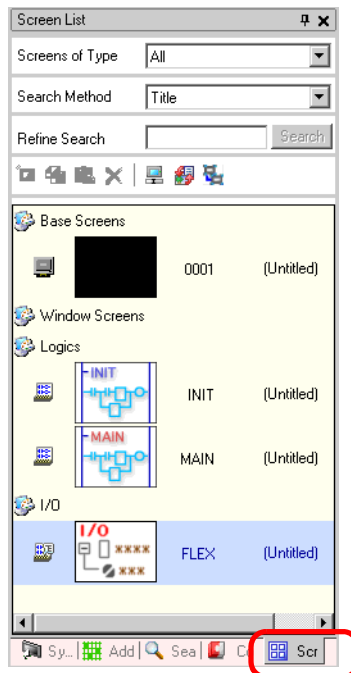 Screen List
Screens of Type All
Search Method Title
Refine Search Search
Base Screens
0001 (Untitled)
Window Screens
Logics
INIT
INIT (Untitled)
MAIN
MAIN (Untitled)
I/O
I/O
****
***
FLEX (Untitled)
Sy... Add Sea C Scr